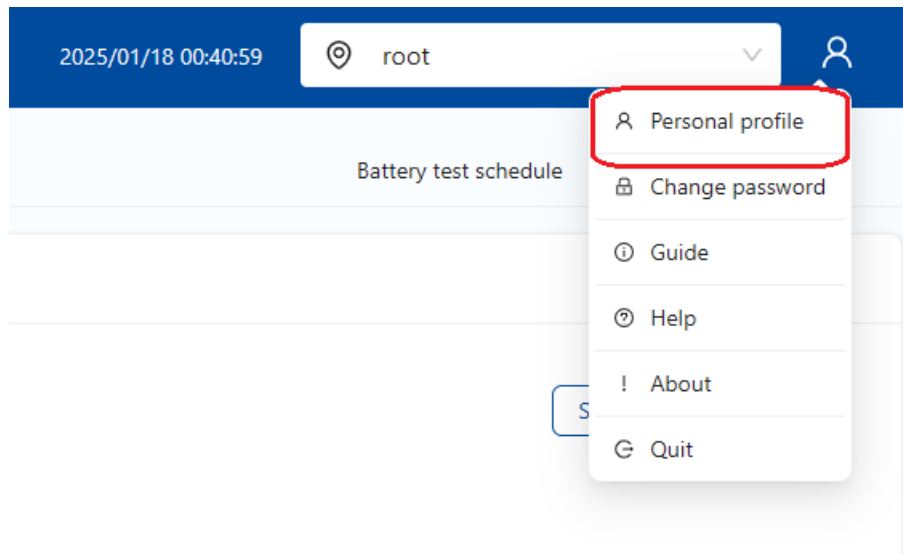 2025/01/18 00:40:59
root
Personal profile
Battery test schedule
Change password
Guide
Help
About
S
Quit